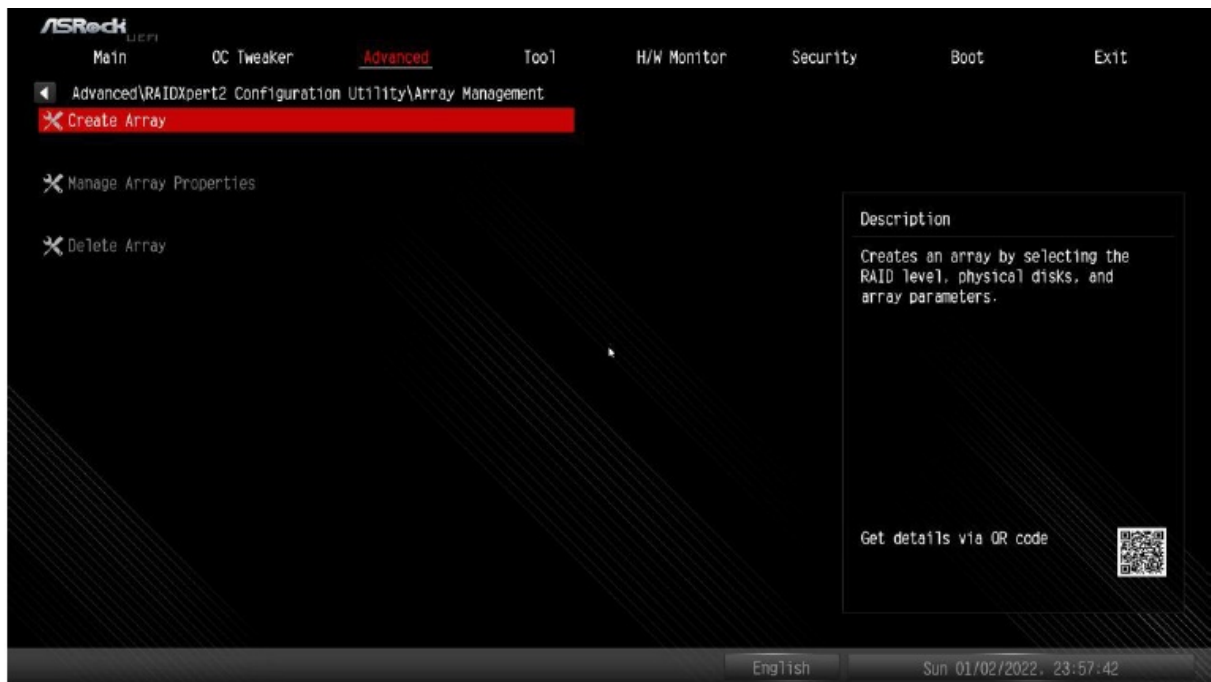 ASRock
UEFI
Main OC Tweaker Advanced Tool H/W Monitor Security Boot Exit
Advanced\RAIDXpert2 Configuration Utility\Array Management
Create Array
Manage Array Properties
Delete Array
Description
Creates an array by selecting the
RAID level, physical disks, and
array parameters.
Get details via QR code
English Sun 01/02/2022, 23:57:42